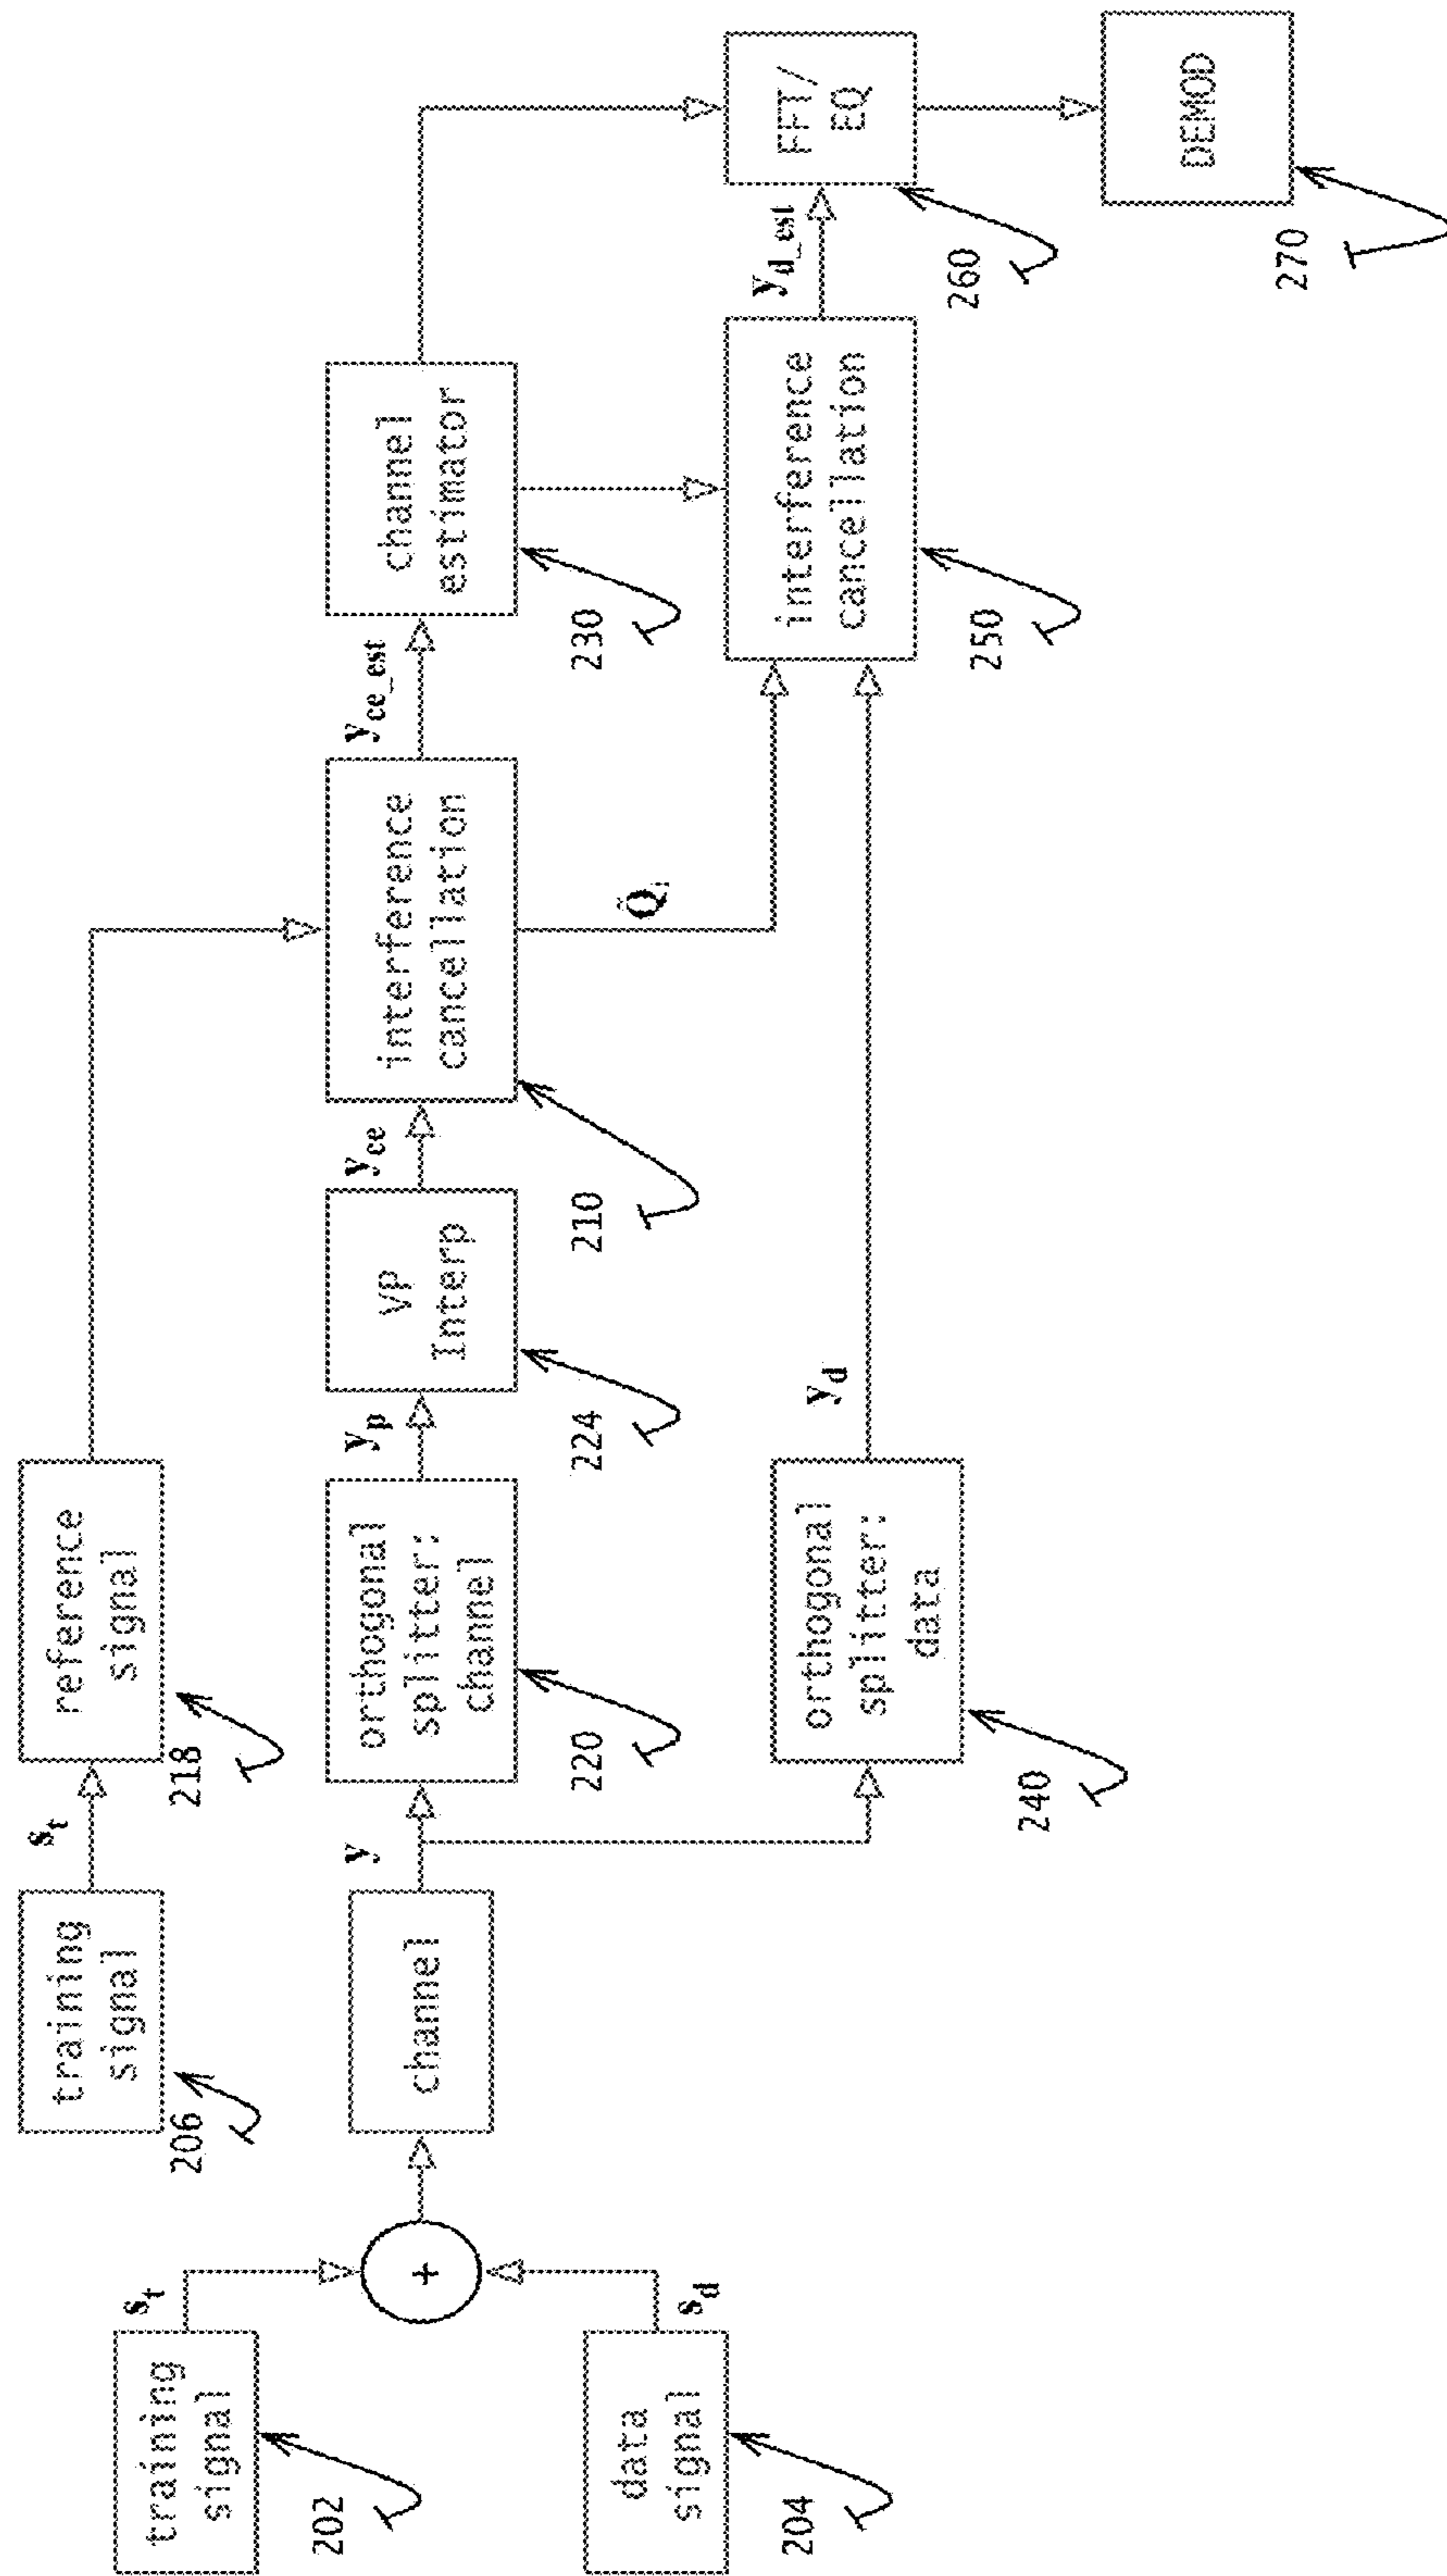 training
signal
s_t
202
data
signal
s_d
204
+
channel
y
training
signal
s_t
206
reference
signal
218
orthogonal
splitter:
channel
220
y_p
VP
Interp
224
y_ce
interference
cancellation
210
Q̃_i
y_ce_est
channel
estimator
230
orthogonal
splitter:
data
240
y_d
interference
cancellation
250
y_d_est
FFT/
EQ
260
DEMOD
270